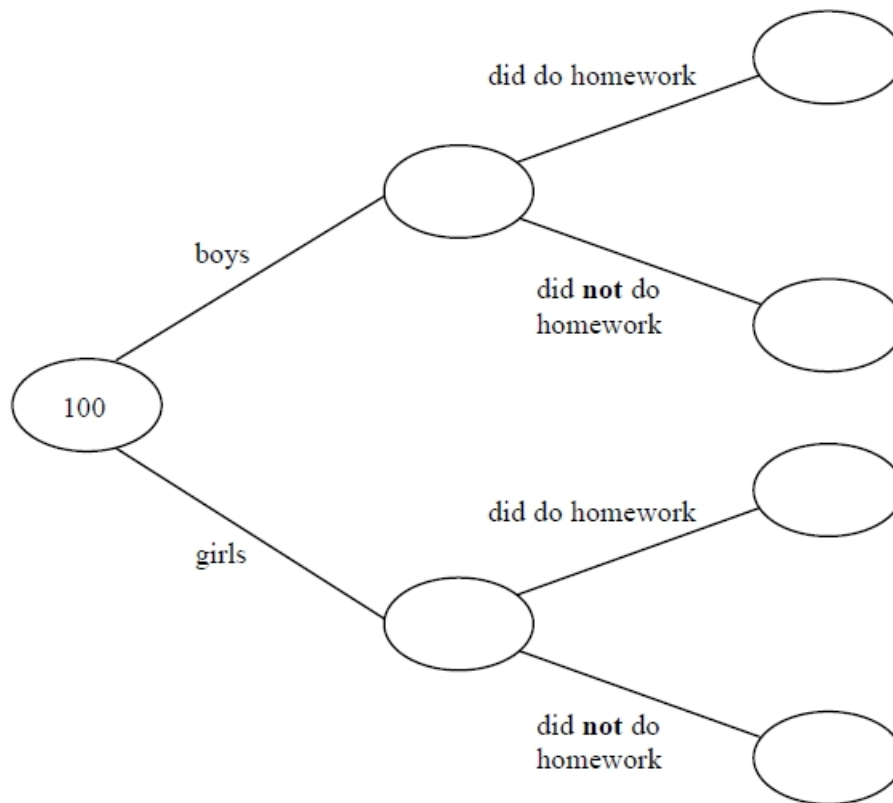 did do homework
boys
did not do
homework
100
did do homework
girls
did not do
homework